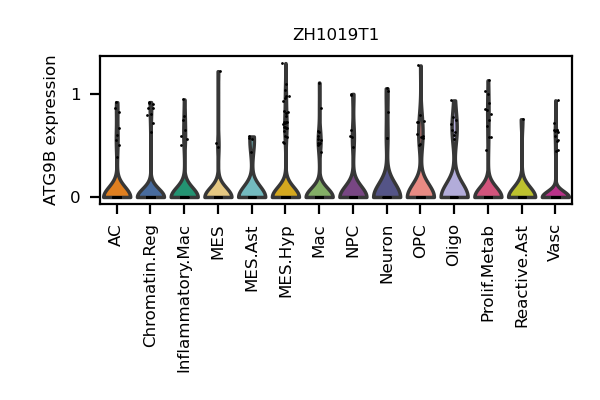 ZH1019T1
ATG9B expression
1
0
AC
Chromatin.Reg
Inflammatory.Mac
MES
MES.Ast
MES.Hyp
Mac
NPC
Neuron
OPC
Oligo
Prolif.Metab
Reactive.Ast
Vasc